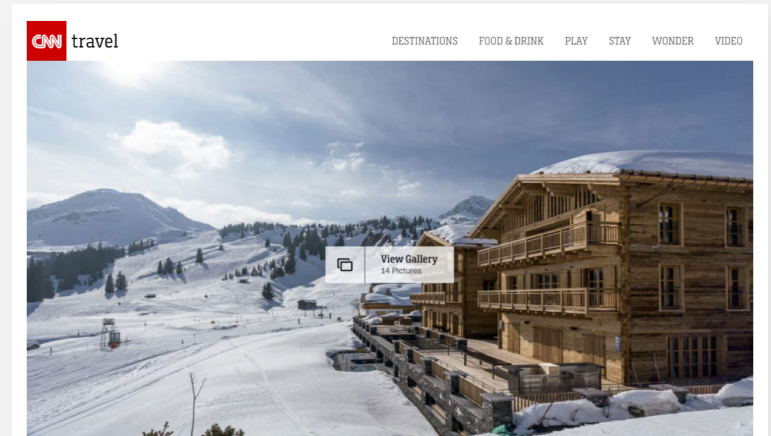 CNN travel
DESTINATIONS FOOD & DRINK PLAY STAY WONDER VIDEO
View Gallery
14 Pictures